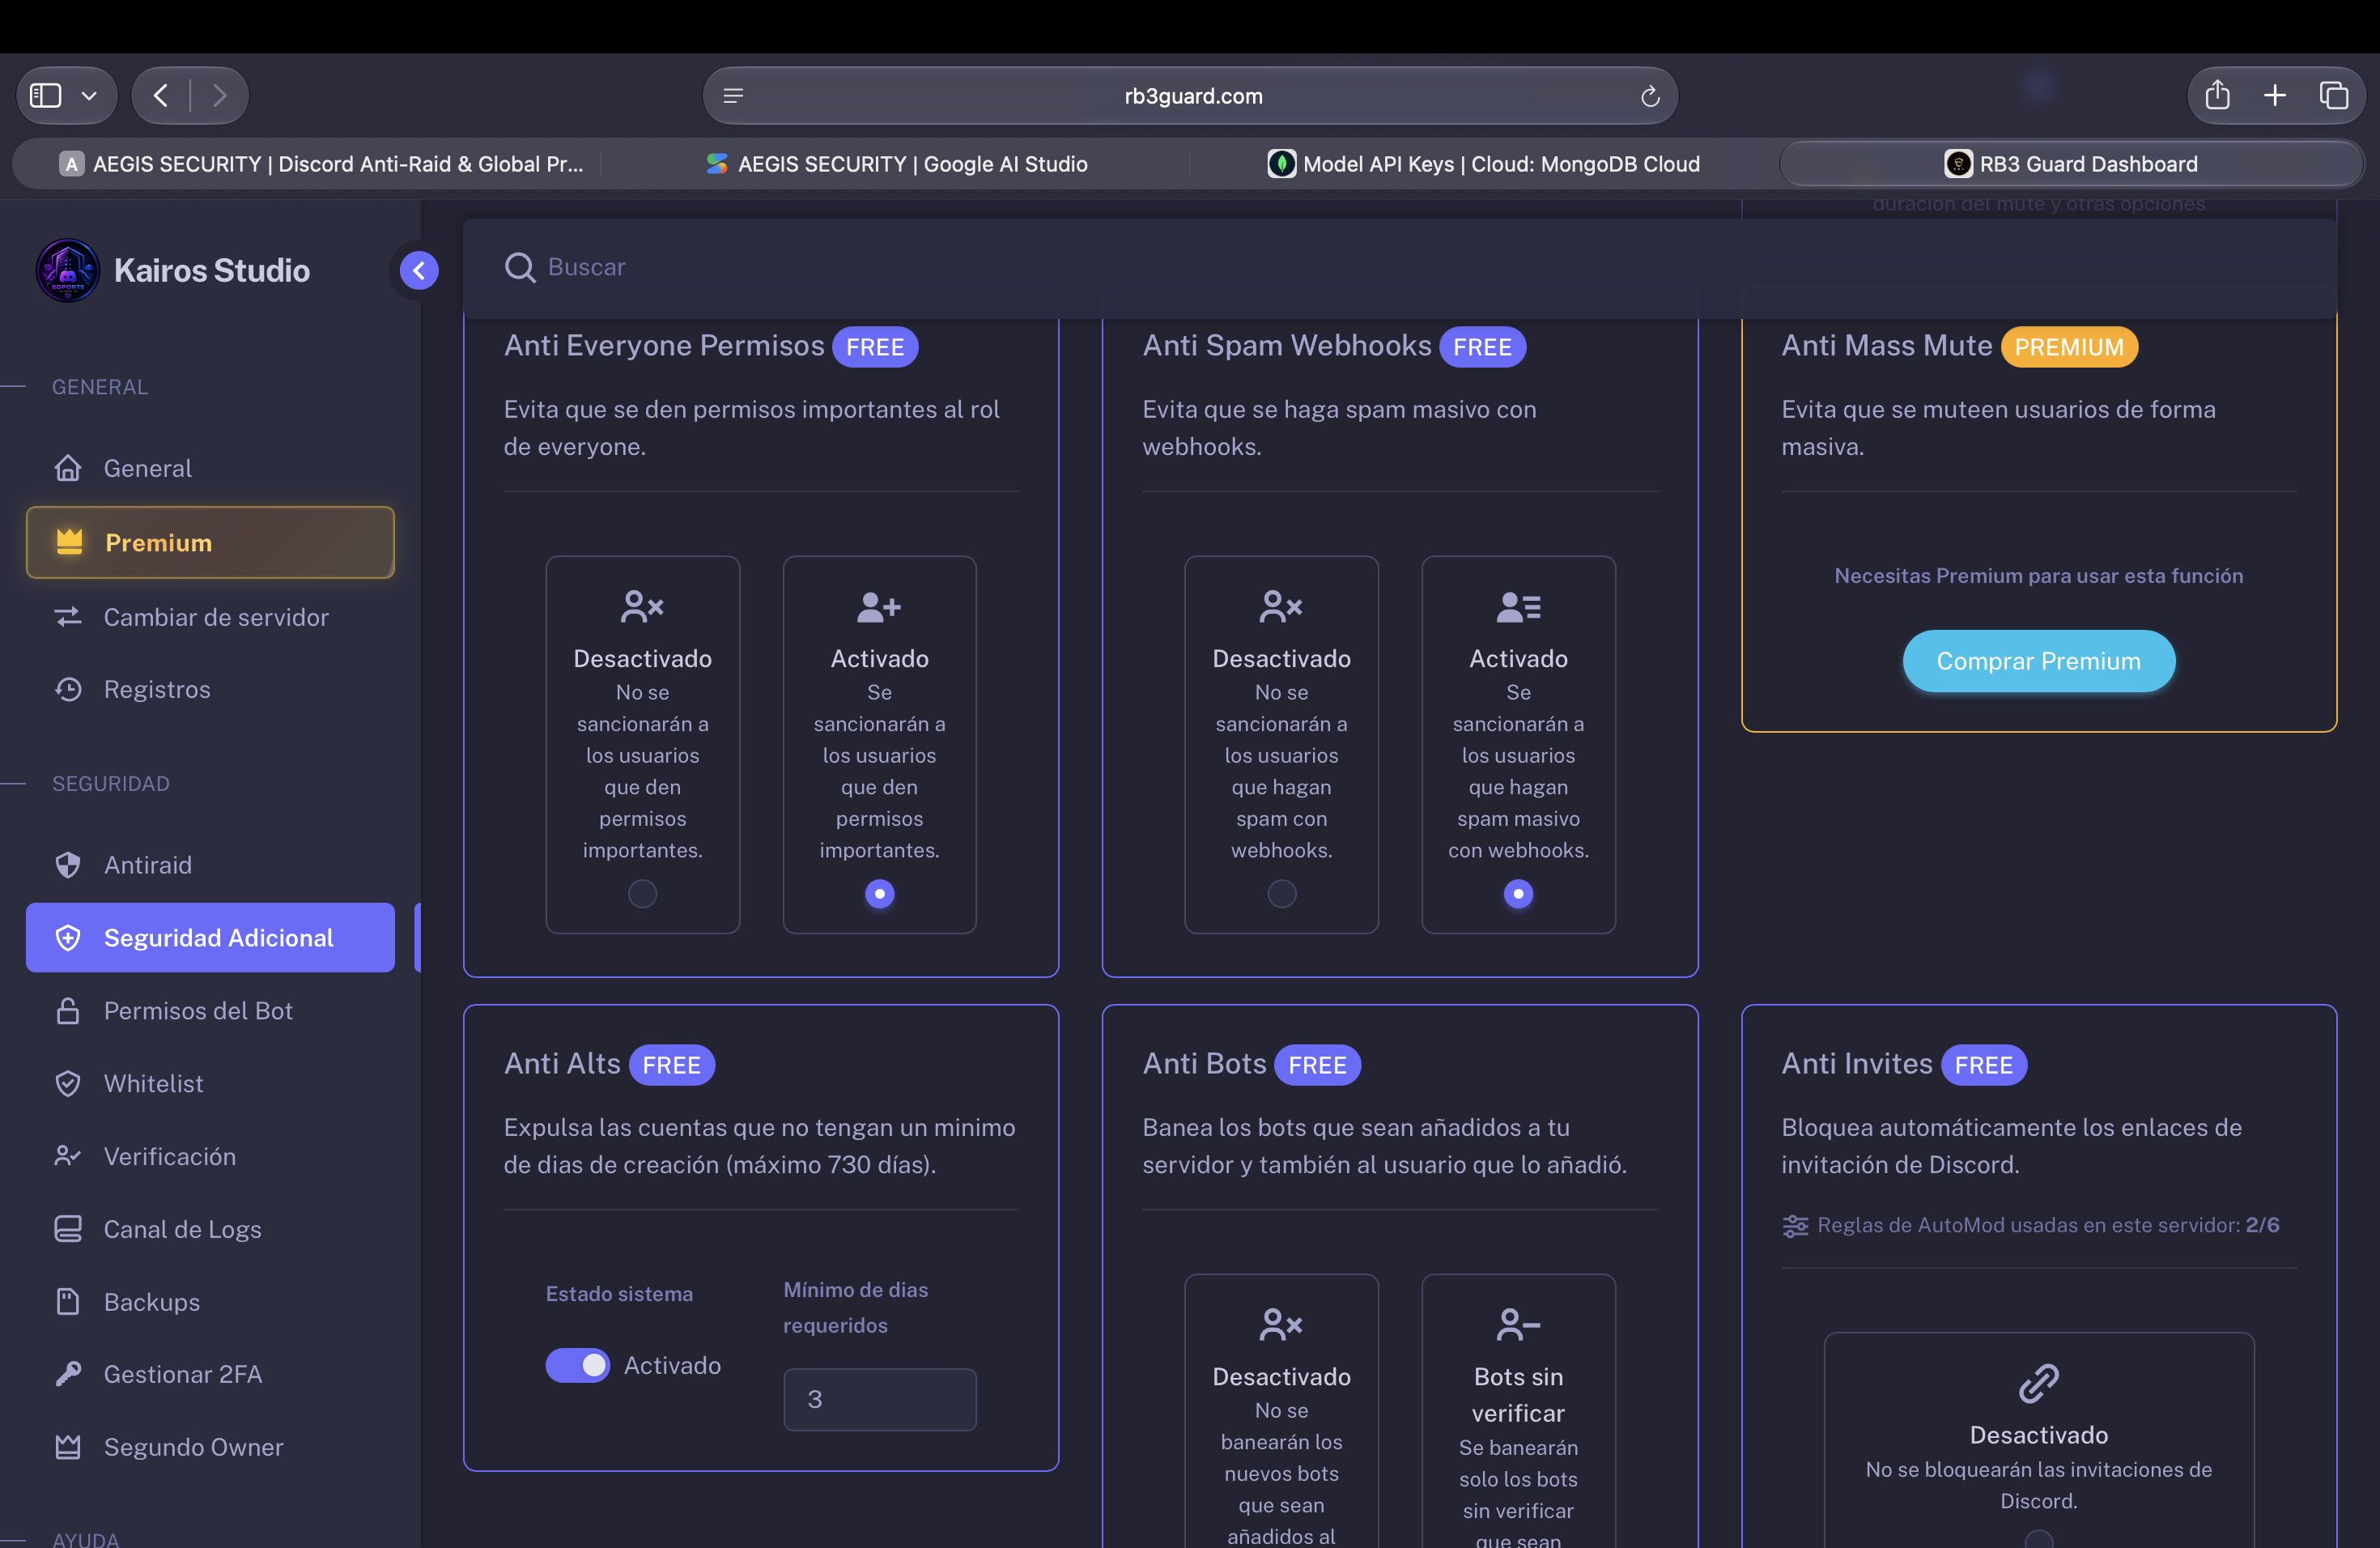 rb3guard.com
A
AEGIS SECURITY | Discord Anti-Raid & Global Pr...
AEGIS SECURITY | Google AI Studio
Model API Keys | Cloud: MongoDB Cloud
RB3 Guard Dashboard
SOPORTE
Kairos Studio
GENERAL
General
Premium
Cambiar de servidor
Registros
SEGURIDAD
Antiraid
Seguridad Adicional
Permisos del Bot
Whitelist
Verificación
Canal de Logs
Backups
Gestionar 2FA
Segundo Owner
AYUDA
duración del mute y otras opciones
Buscar
Anti Everyone Permisos FREE
Evita que se den permisos importantes al rol
de everyone.
Desactivado
No se
sancionarán a
los usuarios
que den
permisos
importantes.
Activado
Se
sancionarán a
los usuarios
que den
permisos
importantes.
Anti Spam Webhooks FREE
Evita que se haga spam masivo con
webhooks.
Desactivado
No se
sancionarán a
los usuarios
que hagan
spam con
webhooks.
Activado
Se
sancionarán a
los usuarios
que hagan
spam masivo
con webhooks.
Anti Mass Mute PREMIUM
Evita que se muteen usuarios de forma
masiva.
Necesitas Premium para usar esta función
Comprar Premium
Anti Alts FREE
Expulsa las cuentas que no tengan un minimo
de dias de creación (máximo 730 días).
Estado sistema
Activado
Mínimo de dias
requeridos
3
Anti Bots FREE
Banea los bots que sean añadidos a tu
servidor y también al usuario que lo añadió.
Desactivado
No se
banearán los
nuevos bots
que sean
añadidos al
Bots sin
verificar
Se banearán
solo los bots
sin verificar
que sean
Anti Invites FREE
Bloquea automáticamente los enlaces de
invitación de Discord.
Reglas de AutoMod usadas en este servidor: 2/6
Desactivado
No se bloquearán las invitaciones de
Discord.